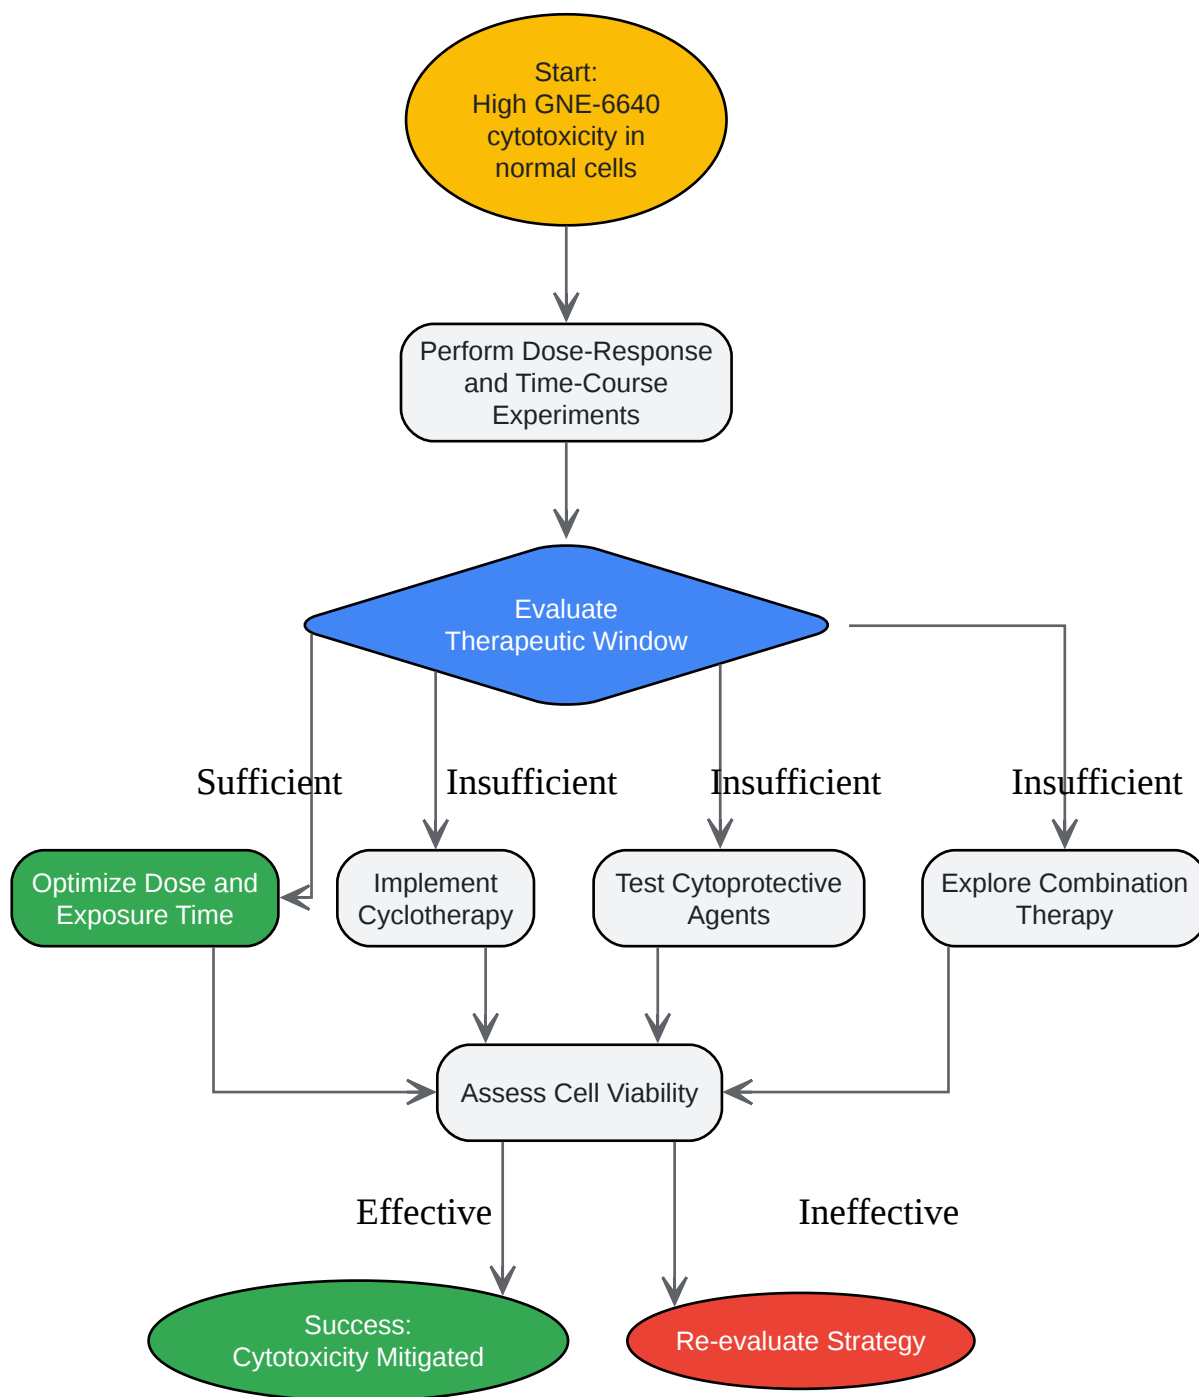 Start:
High GNE-6640
cytotoxicity in
normal cells
Perform Dose-Response
and Time-Course
Experiments
Evaluate
Therapeutic Window
Sufficient
Insufficient
Insufficient
Insufficient
Optimize Dose and
Exposure Time
Implement
Cyclotherapy
Test Cytoprotective
Agents
Explore Combination
Therapy
Assess Cell Viability
Effective
Ineffective
Success:
Cytotoxicity Mitigated
Re-evaluate Strategy